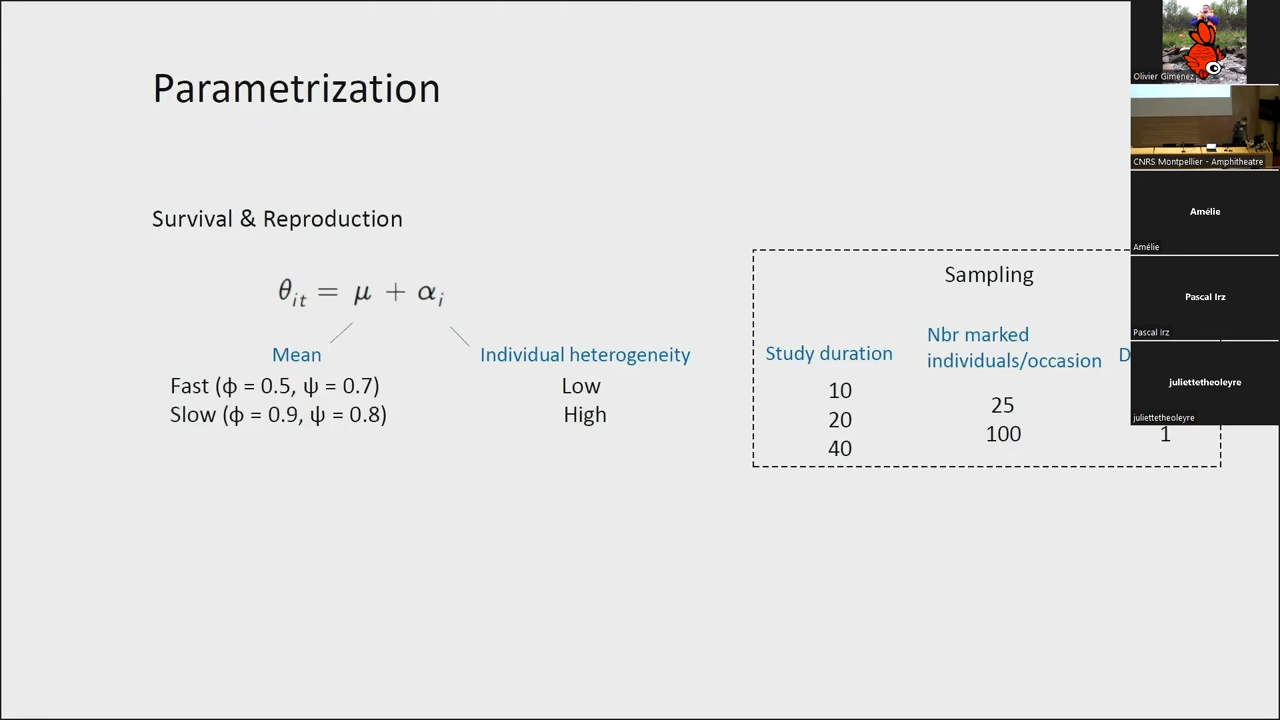 Parametrization
Survival & Reproduction
θit = μ + αi
Mean
Individual heterogeneity
Fast (ϕ = 0.5, ψ = 0.7)
Low
Slow (ϕ = 0.9, ψ = 0.8)
High
Sampling
Study duration
Nbr marked
individuals/occasion
D
10
20
40
25
100
1
Olivier Gimenez
CNRS Montpellier - Amphitheatre
Amélie
Amélie
Pascal Irz
Pascal Irz
juliettetheoleyre
juliettetheoleyre